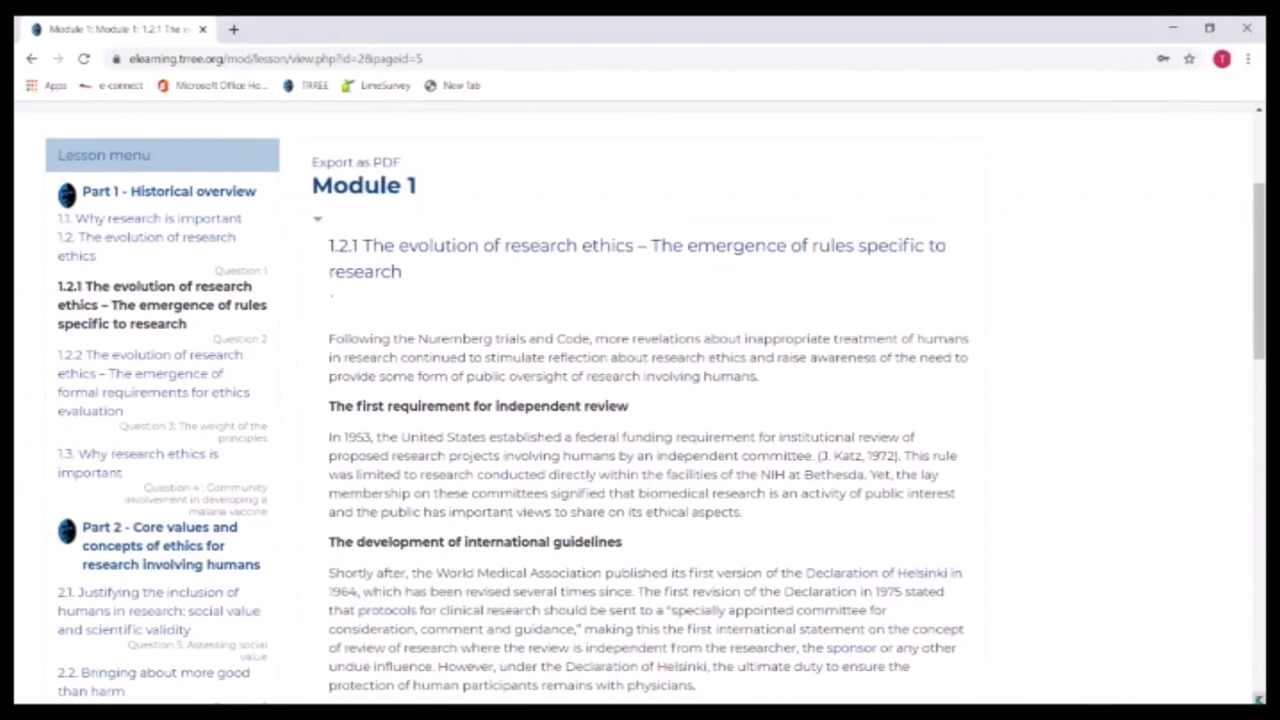 Module 1: Module 1: 1.2.1 The e
elearning.trree.org/mod/lesson/view.php?id=2&pageid=5
T
Apps
e-connect
Microsoft Office Ho...
TRREE
LimeSurvey
New Tab
Lesson menu
Part 1 - Historical overview
1.1. Why research is important
1.2. The evolution of research
ethics
Question 1
1.2.1 The evolution of research
ethics – The emergence of rules
specific to research
Question 2
1.2.2 The evolution of research
ethics – The emergence of
formal requirements for ethics
evaluation
Question 3: The weight of the
principles
1.3. Why research ethics is
important
Question 4 : Community
involvement in developing a
malaria vaccine
Part 2 - Core values and
concepts of ethics for
research involving humans
2.1. Justifying the inclusion of
humans in research: social value
and scientific validity
Question 5. Assessing social
value
2.2. Bringing about more good
than harm
Export as PDF
Module 1
1.2.1 The evolution of research ethics – The emergence of rules specific to
research
Following the Nuremberg trials and Code, more revelations about inappropriate treatment of humans
in research continued to stimulate reflection about research ethics and raise awareness of the need to
provide some form of public oversight of research involving humans.
The first requirement for independent review
In 1953, the United States established a federal funding requirement for institutional review of
proposed research projects involving humans by an independent committee. (J. Katz, 1972). This rule
was limited to research conducted directly within the facilities of the NIH at Bethesda. Yet, the lay
membership on these committees signified that biomedical research is an activity of public interest
and the public has important views to share on its ethical aspects.
The development of international guidelines
Shortly after, the World Medical Association published its first version of the Declaration of Helsinki in
1964, which has been revised several times since. The first revision of the Declaration in 1975 stated
that protocols for clinical research should be sent to a "specially appointed committee for
consideration, comment and guidance," making this the first international statement on the concept
of review of research where the review is independent from the researcher, the sponsor or any other
undue influence. However, under the Declaration of Helsinki, the ultimate duty to ensure the
protection of human participants remains with physicians.